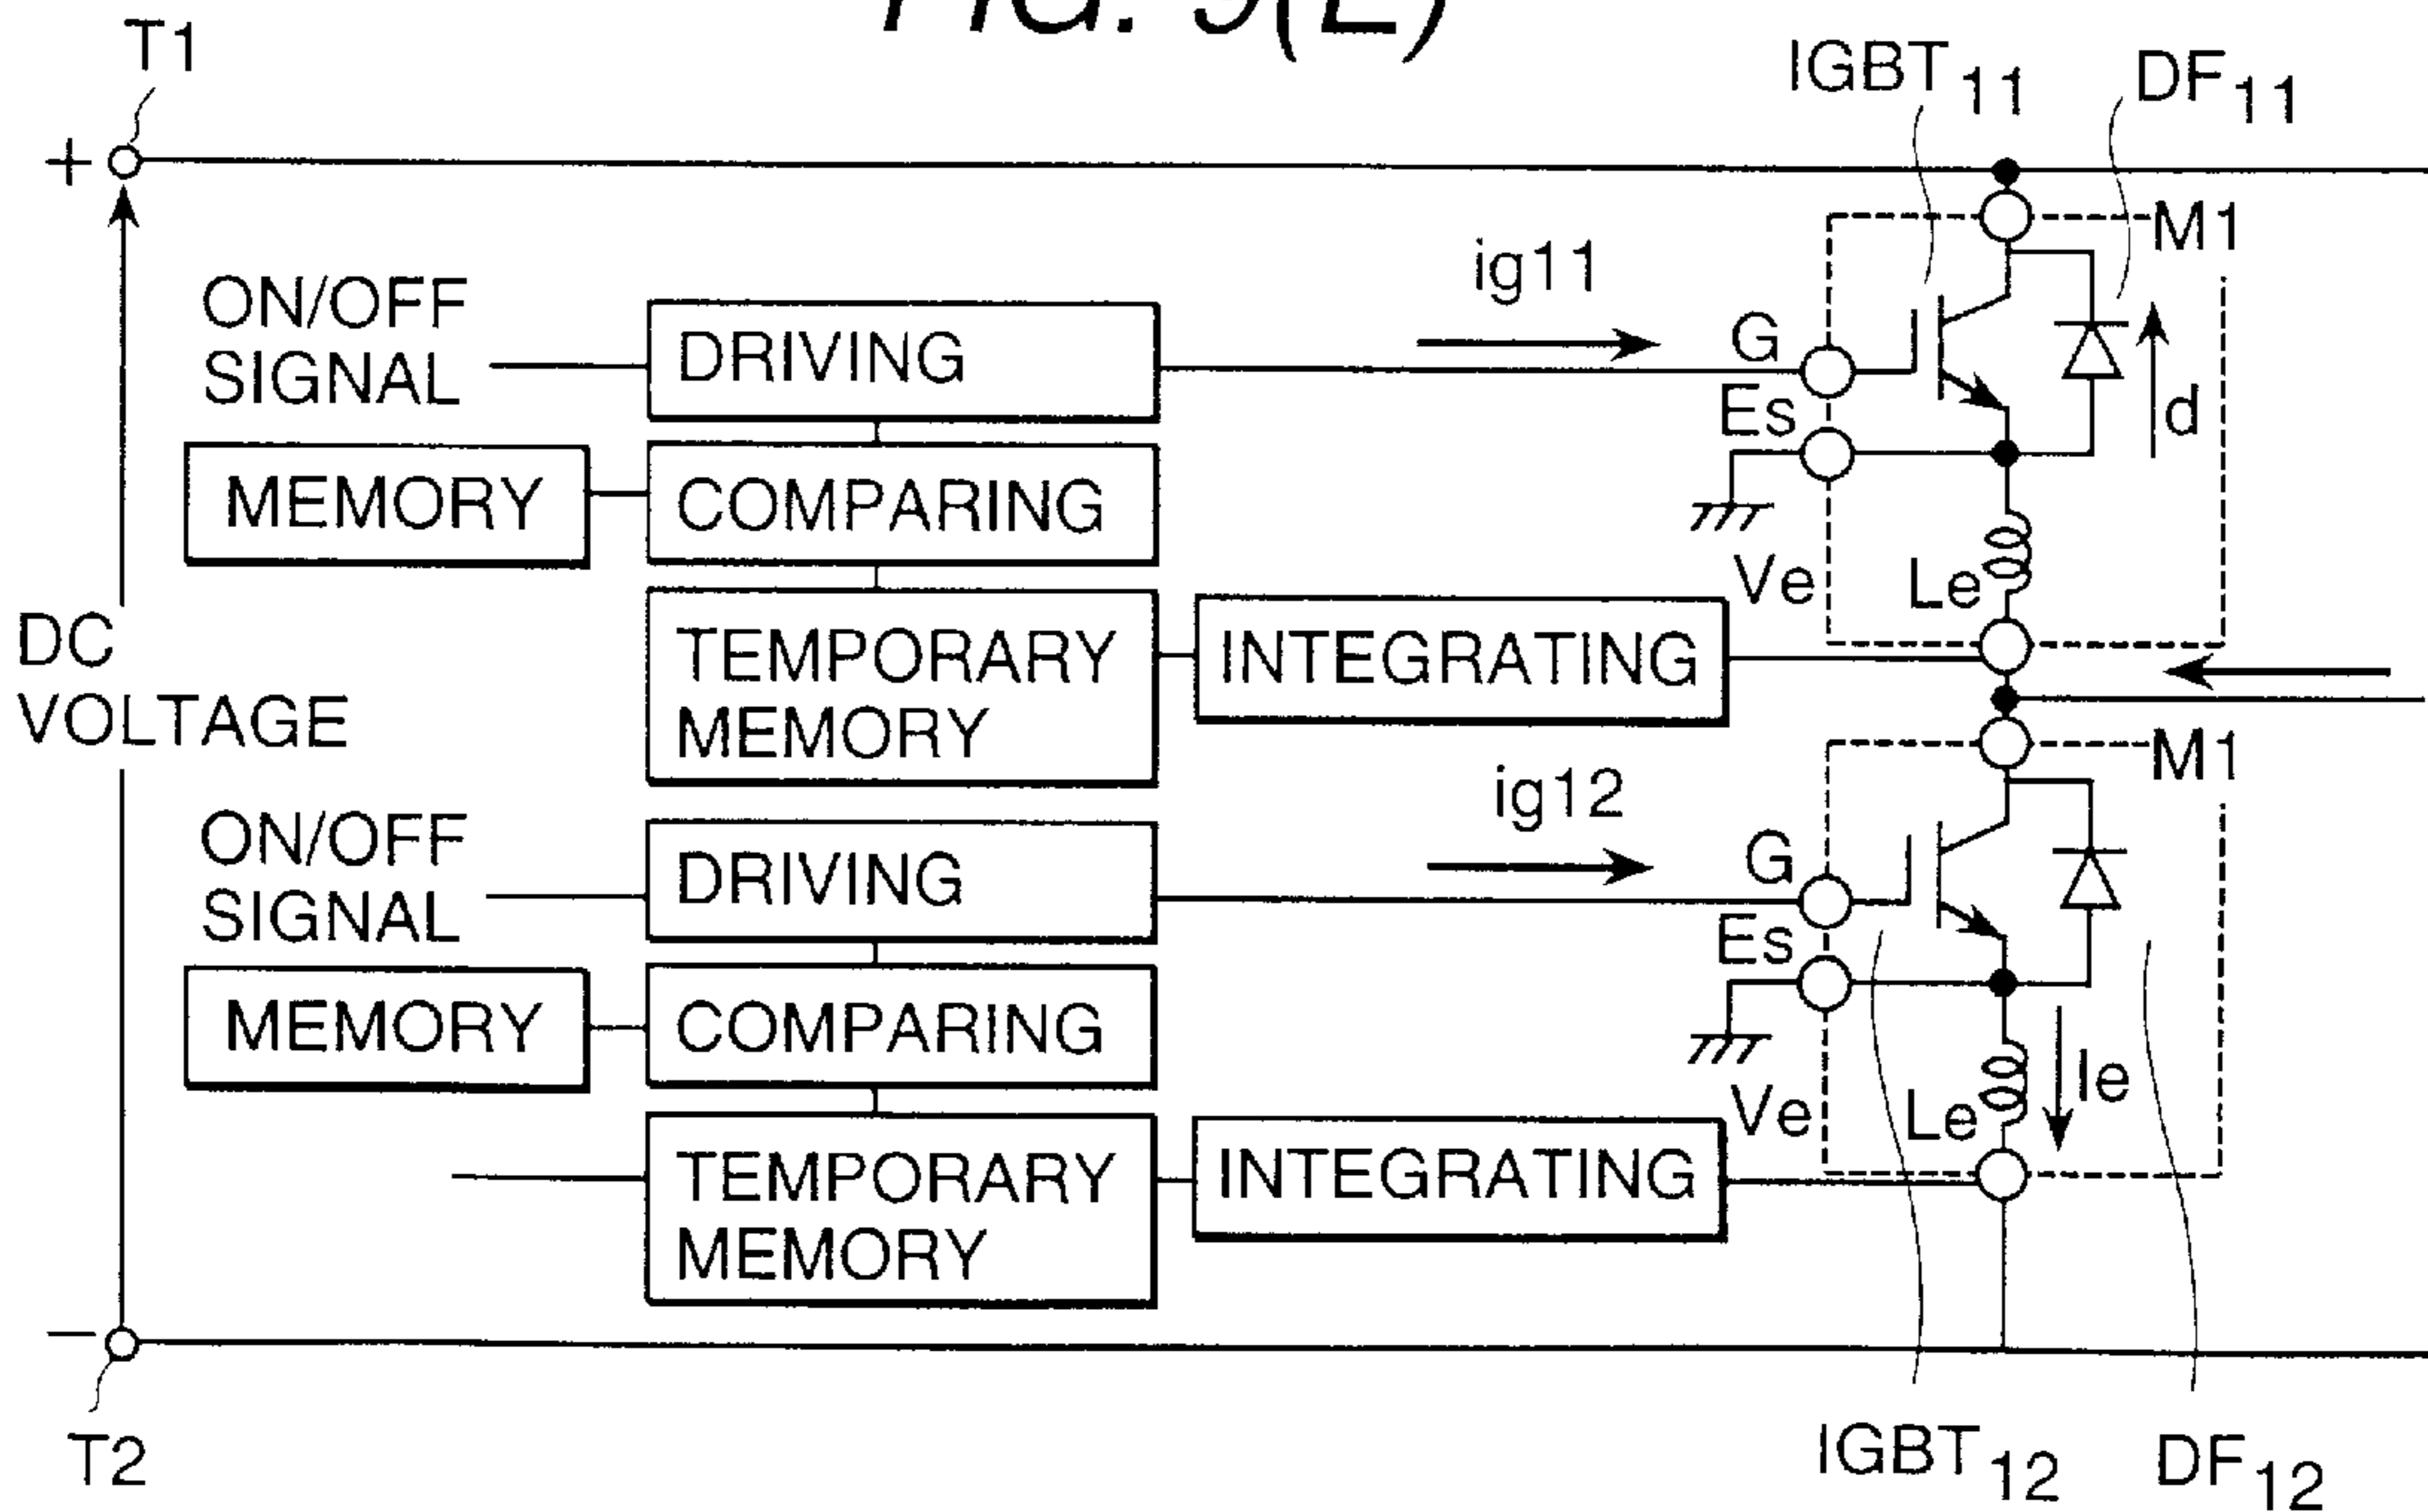 T1
IGBT11
DF11
+
M1
ig11
ON/OFF
SIGNAL
DRIVING
G
Es
d
MEMORY
COMPARING
Ve
Le
TEMPORARY
MEMORY
INTEGRATING
DC
VOLTAGE
M1
ig12
ON/OFF
SIGNAL
DRIVING
G
Es
MEMORY
COMPARING
Ve
Le
Ie
TEMPORARY
MEMORY
INTEGRATING
−
T2
IGBT12
DF12